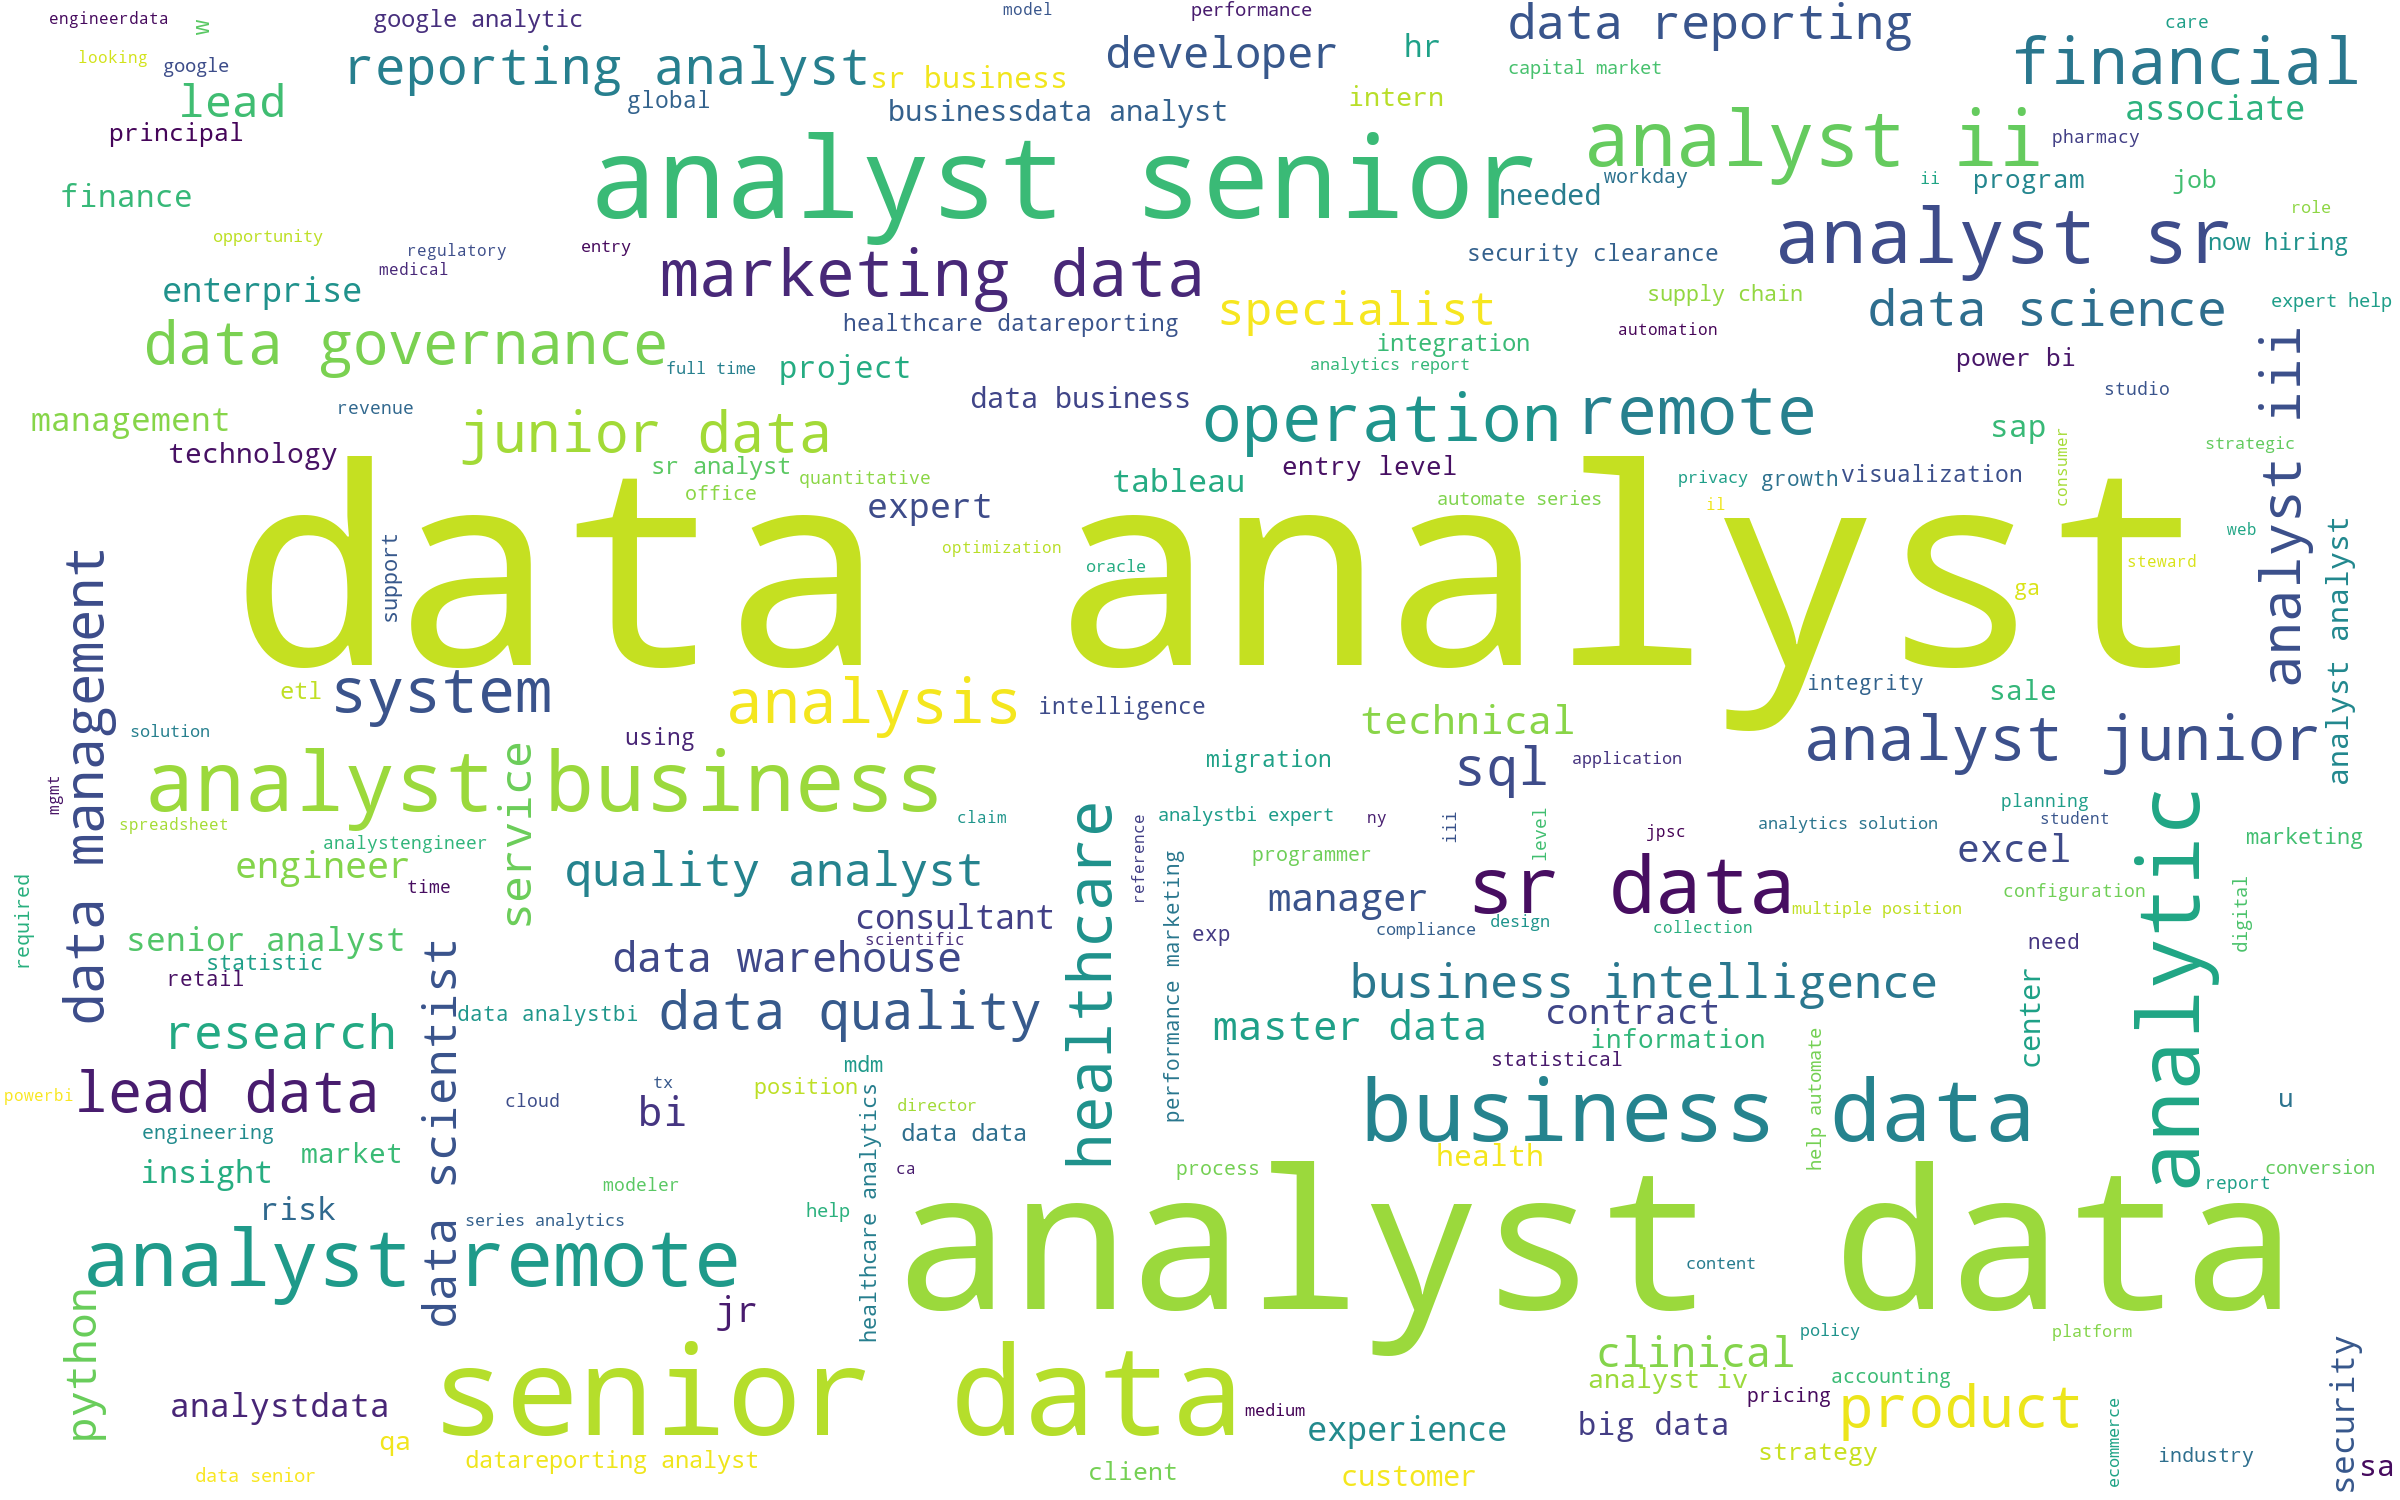 engineerdata
w
google analytic
model
performance
data reporting
care
looking
google
reporting analyst
sr business
developer
hr
capital market
financial
lead
global
businessdata analyst
intern
associate
principal
analyst senior
analyst ii
pharmacy
finance
needed
workday
ii
program
job
opportunity
regulatory
entry
medical
marketing data
security clearance
analyst sr
role
now hiring
enterprise
healthcare datareporting
specialist
supply chain
data science
expert help
data governance
full time
project
integration
analytics report
automation
power bi
analyst iii
management
revenue
junior data
data business
operation
remote
studio
sap
technology
sr analyst
office
quantitative
expert
tableau
entry level
automate series
privacy
growth
visualization
consumer
strategic
il
data analyst
support
optimization
oracle
web
steward
ga
analyst analyst
data management
etl
system
analysis
intelligence
technical
integrity
sale
solution
using
migration
sql
application
analyst junior
mgmt
analyst business
service
spreadsheet
analystengineer
claim
healthcare
analystbi expert
reference
ny
iii
level
jpsc
analytics solution
planning
student
analytic
marketing
engineer
time
quality analyst
programmer
excel
required
performance marketing
manager
sr data
multiple position
configuration
digital
senior analyst
statistic
retail
consultant
scientific
exp
compliance
design
collection
need
data scientist
data warehouse
business intelligence
center
research
data analystbi
data quality
master data
contract
information
powerbi
lead data
cloud
tx
bi
mdm
position
healthcare analytics
director
statistical
help automate
business data
u
engineering
market
data data
health
insight
modeler
ca
process
conversion
report
risk
series analytics
help
analyst remote
analyst data
content
python
jr
senior data
clinical
policy
platform
security
analystdata
medium
analyst iv
accounting
pricing
product
qa
datareporting analyst
experience
big data
ecommerce
data senior
client
customer
strategy
industry
sa